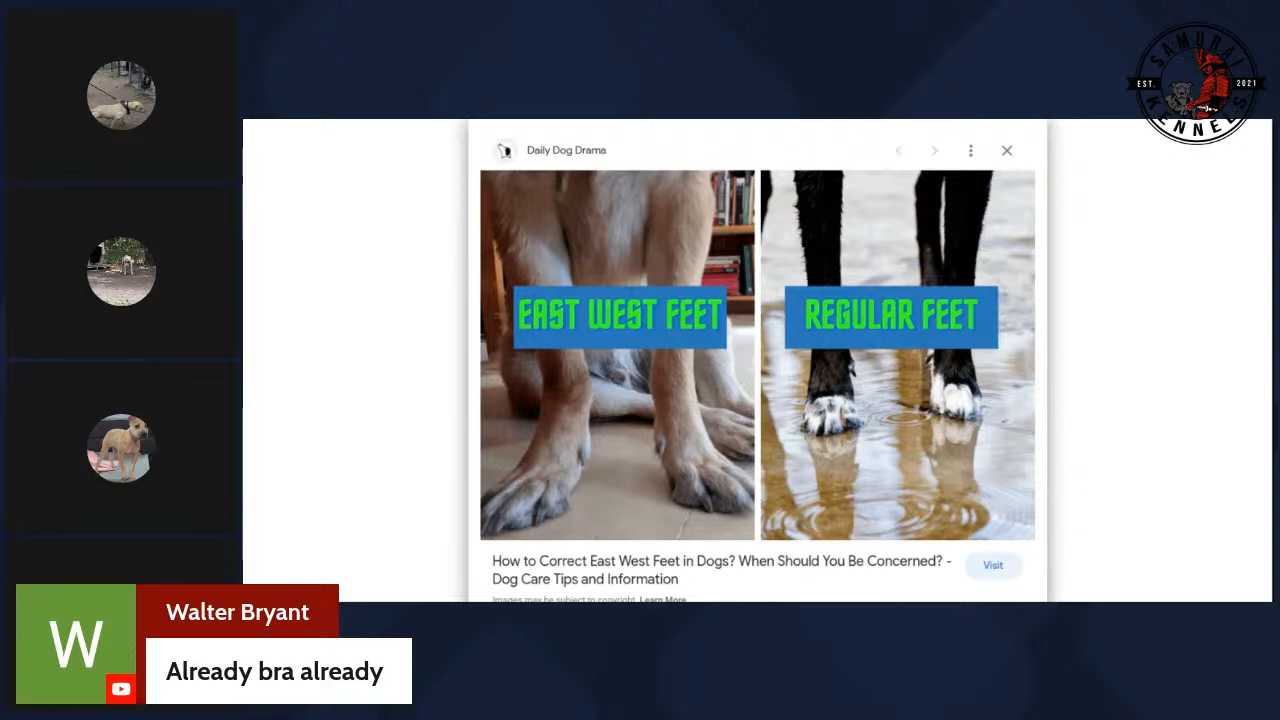 SAMURAI
EST. 2021
KENNELS
Daily Dog Drama
EAST WEST FEET
REGULAR FEET
How to Correct East West Feet in Dogs? When Should You Be Concerned? -
Dog Care Tips and Information
Visit
Images may be subject to copyright. Learn More
W
Walter Bryant
Already bra already